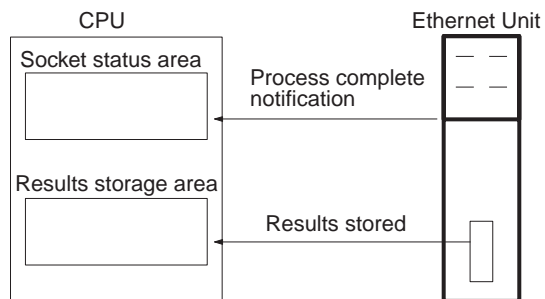 CPU
Ethernet Unit
Socket status area
Process complete
notification
Results storage area
Results stored